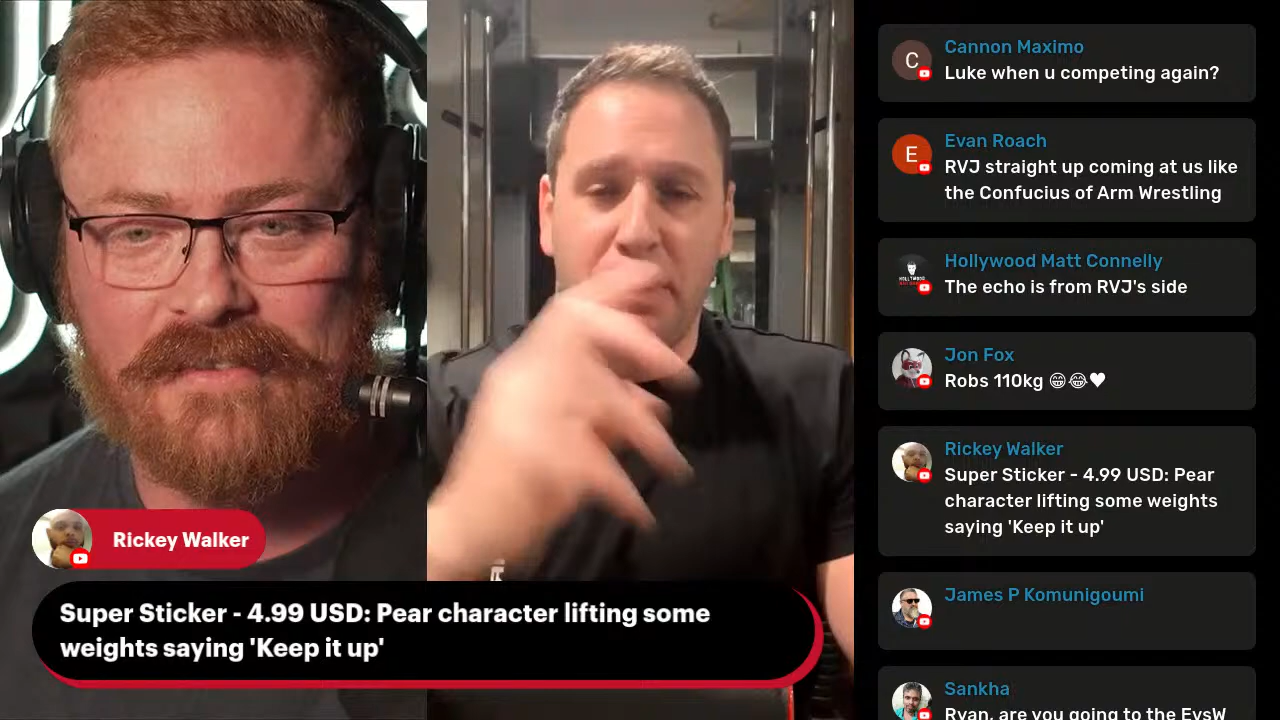 Rickey Walker
Super Sticker - 4.99 USD: Pear character lifting some
weights saying 'Keep it up'
C
Cannon Maximo
Luke when u competing again?
E
Evan Roach
RVJ straight up coming at us like
the Confucius of Arm Wrestling
Hollywood Matt Connelly
The echo is from RVJ's side
Jon Fox
Robs 110kg 😁😂♥
Rickey Walker
Super Sticker - 4.99 USD: Pear
character lifting some weights
saying 'Keep it up'
James P Komunigoumi
Sankha
Ryan, are you going to the EvsW